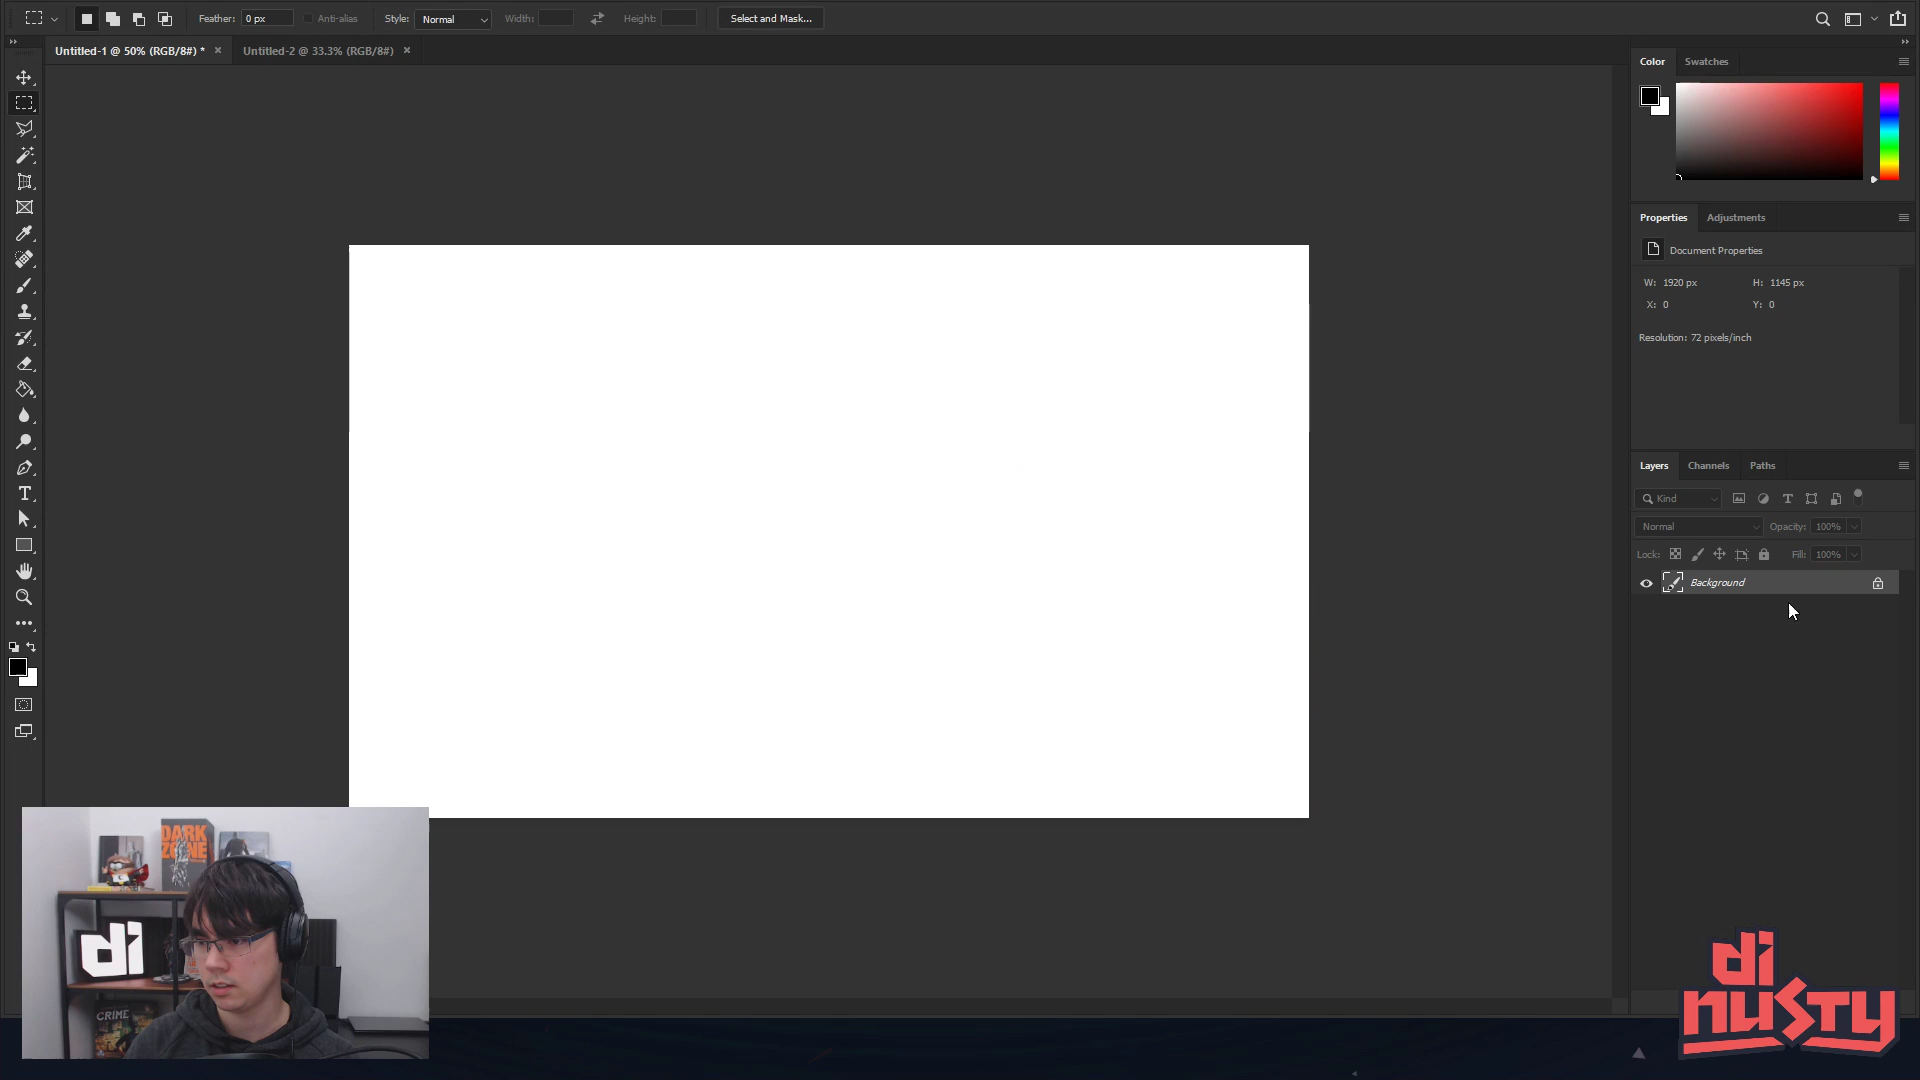 Feather: 0 px Anti-alias Style: Normal Width: Height: Select and Mask...
Untitled-1 @ 50% (RGB/8#) * × Untitled-2 @ 33.3% (RGB/8#) ×
Color Swatches
Properties Adjustments
Document Properties
W: 1920 px H: 1145 px
X: 0 Y: 0
Resolution: 72 pixels/inch
Layers Channels Paths
Kind
Normal Opacity: 100%
Lock: Fill: 100%
Background
DARK
ZONE
di
CRIME
di
nusty